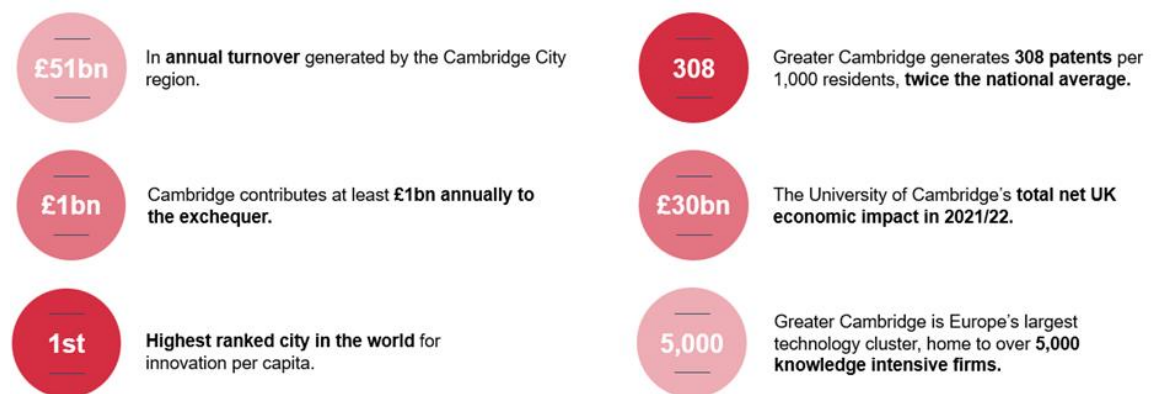 £51bn
In annual turnover generated by the Cambridge City
region.
308
Greater Cambridge generates 308 patents per
1,000 residents, twice the national average.
£1bn
Cambridge contributes at least £1bn annually to
the exchequer.
£30bn
The University of Cambridge's total net UK
economic impact in 2021/22.
1st
Highest ranked city in the world for
innovation per capita.
5,000
Greater Cambridge is Europe's largest
technology cluster, home to over 5,000
knowledge intensive firms.